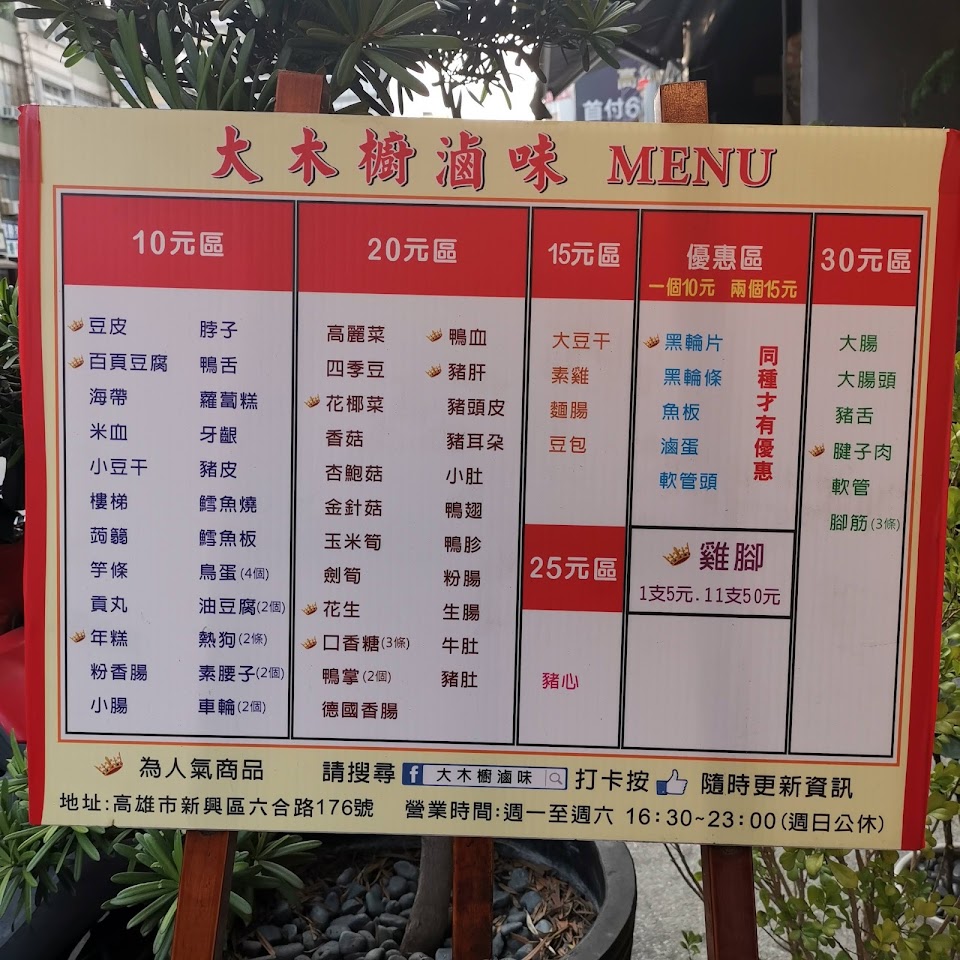 首付6
大木櫥滷味 MENU
10元區
豆皮
百頁豆腐
海帶
米血
小豆干
樓梯
蒟蒻
竽條
貢丸
年糕
粉香腸
小腸
脖子
鴨舌
羅蔔糕
牙齦
豬皮
鱈魚燒
鱈魚板
鳥蛋(4個)
油豆腐(2個)
熱狗(2條)
素腰子(2個)
車輪(2個)
20元區
高麗菜
四季豆
花椰菜
香菇
杏鮑菇
金針菇
玉米筍
劍筍
花生
口香糖(3條)
鴨掌(2個)
德國香腸
鴨血
豬肝
豬頭皮
豬耳朵
小肚
鴨翅
鴨胗
粉腸
生腸
牛肚
豬肚
15元區
大豆干
素雞
麵腸
豆包
25元區
豬心
優惠區
一個10元 兩個15元
黑輪片
黑輪條
魚板
滷蛋
軟管頭
同種才有優惠
雞腳
1支5元.11支50元
30元區
大腸
大腸頭
豬舌
腱子肉
軟管
腳筋(3條)
為人氣商品 請搜尋 f 大木櫥滷味 打卡按 隨時更新資訊
地址:高雄市新興區六合路176號 營業時間:週一至週六 16:30~23:00(週日公休)